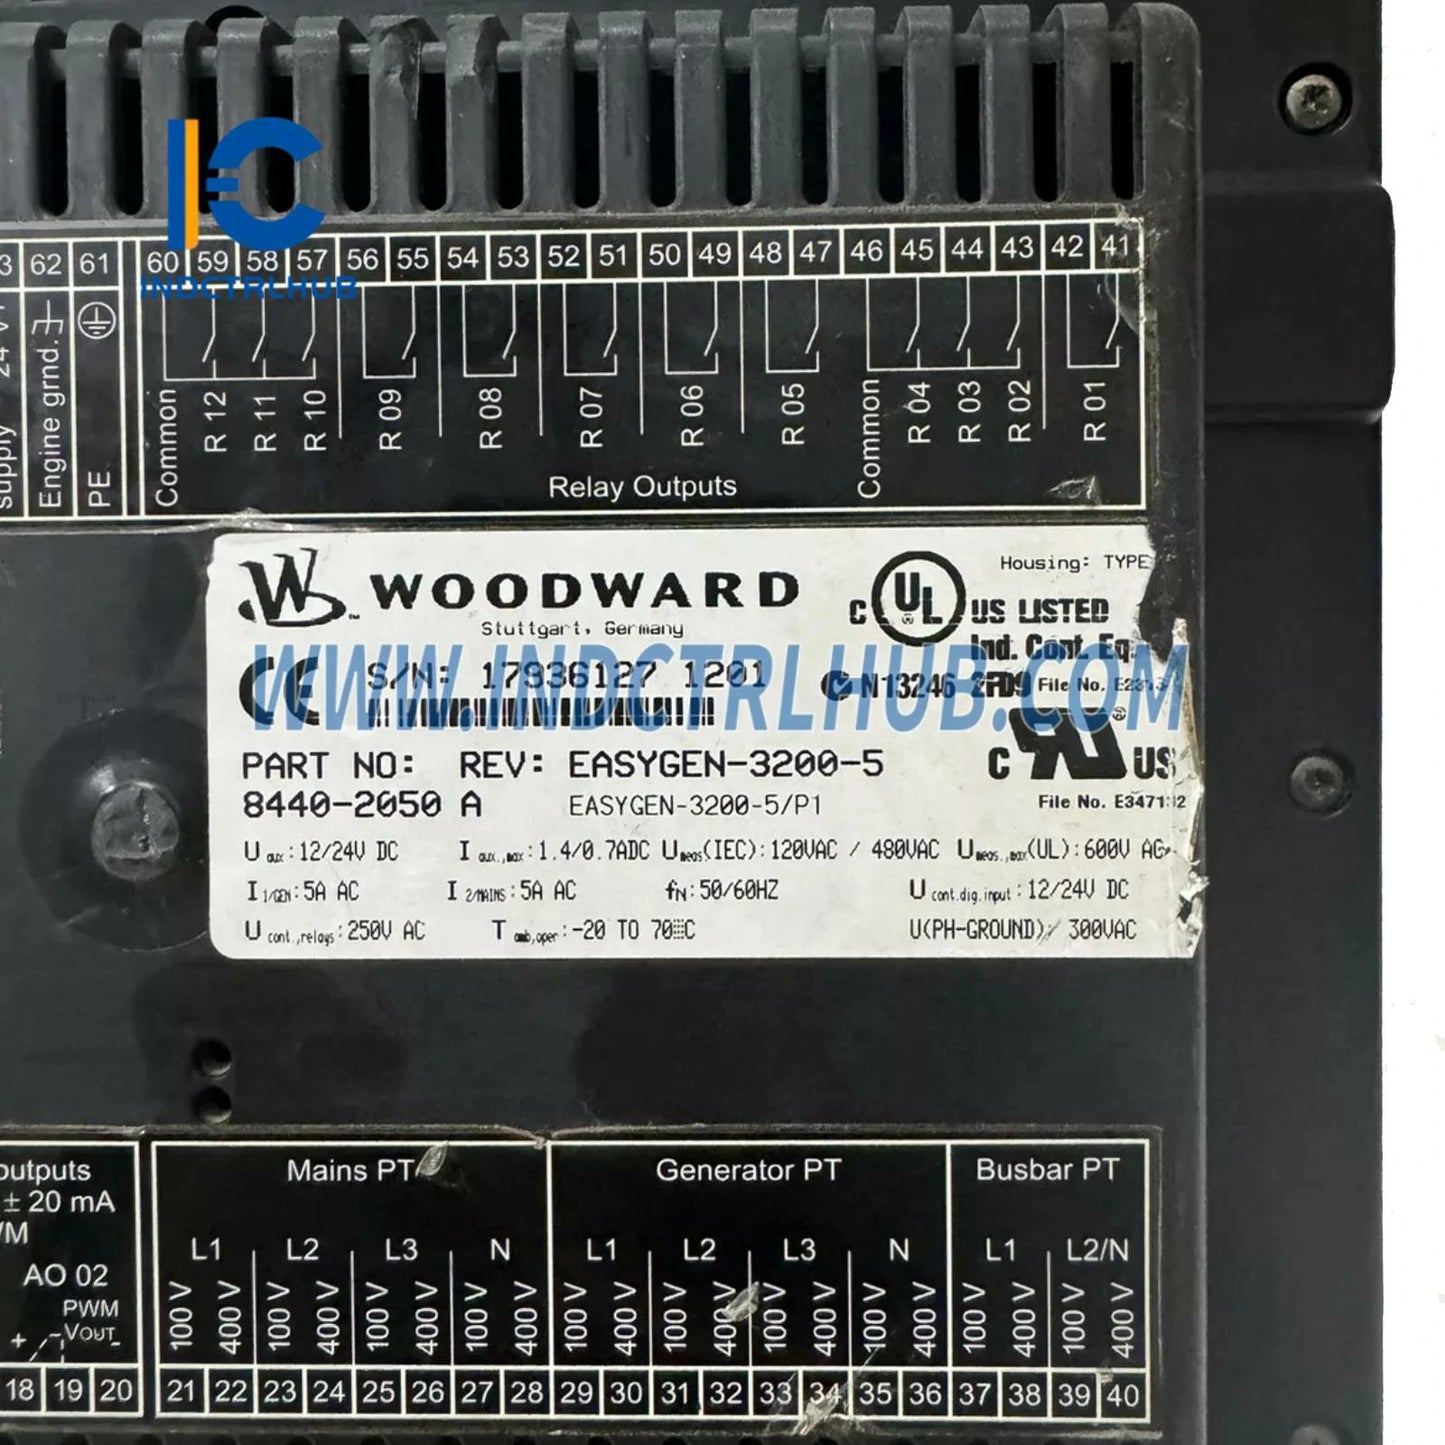 INDCTRLHUB
62 61 60 59 58 57 56 55 54 53 52 51 50 49 48 47 46 45 44 43 42 41
supply 24 V
Engine grnd.
PE
Common
R 12
R 11
R 10
R 09
R 08
R 07
R 06
R 05
Common
R 04
R 03
R 02
R 01
Relay Outputs
WOODWARD
Stuttgart, Germany
C UL US LISTED
Ind. Cont. Eq.
Housing: TYPE
CE
S/N: 17936127 1201
N13246
File No.
WWW.INDCTRLHUB.COM
PART NO: REV: EASYGEN-3200-5
8440-2050 A EASYGEN-3200-5/P1
C US
File No.
U aux: 12/24V DC I aux.,max: 1.4/0.7ADC U meas(IEC): 120VAC / 480VAC U meas.,max(UL): 600V
I 1/GEN: 5A AC I 2/MAINS: 5A AC fN: 50/60HZ U cont.dig.input: 12/24V DC
U cont.,relays: 250V AC T amb,oper: -20 TO 70 C U(PH-GROUND)/ 300VAC
± 20 mA
AO 02
PWM
+ - VOUT -
18 19 20
Mains PT Generator PT Busbar PT
L1 L2 L3 N L1 L2 L3 N L1 L2/N
100 V 400 V 100 V 400 V 100 V 400 V 100 V 400 V 100 V 400 V 100 V 400 V 100 V 400 V 100 V 400 V 100 V 400 V 100 V 400 V
21 22 23 24 25 26 27 28 29 30 31 32 33 34 35 36 37 38 39 40